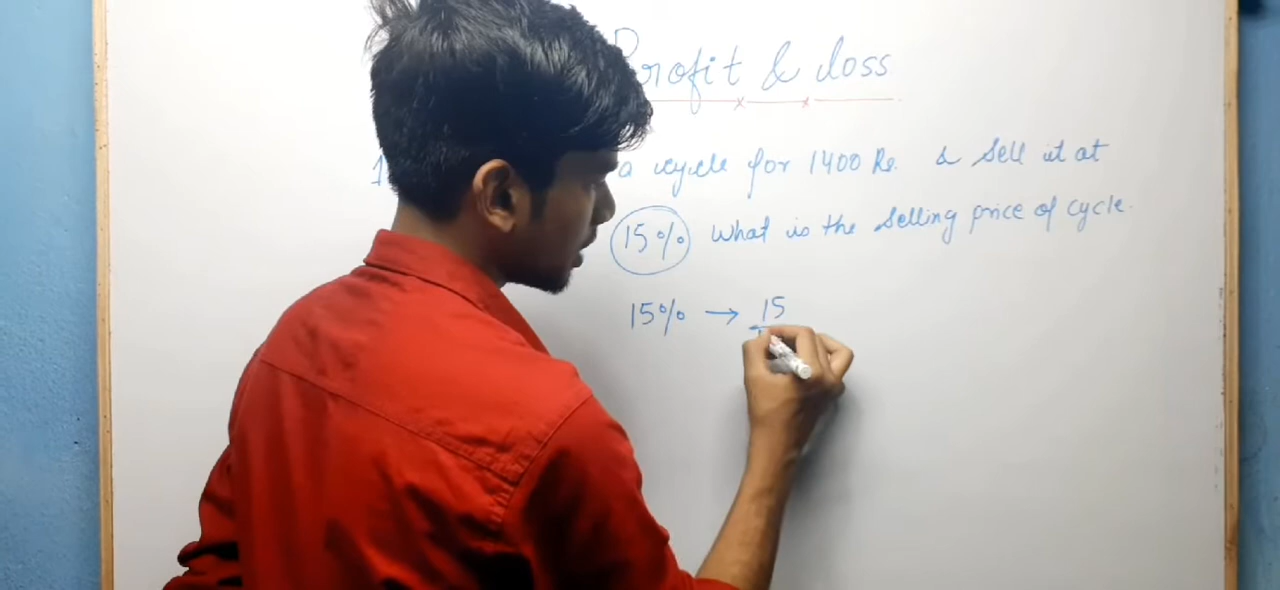 Profit & Loss
1 a cycle for 1400 Rs. & Sell it at
15% What is the selling price of cycle.
15% → 15